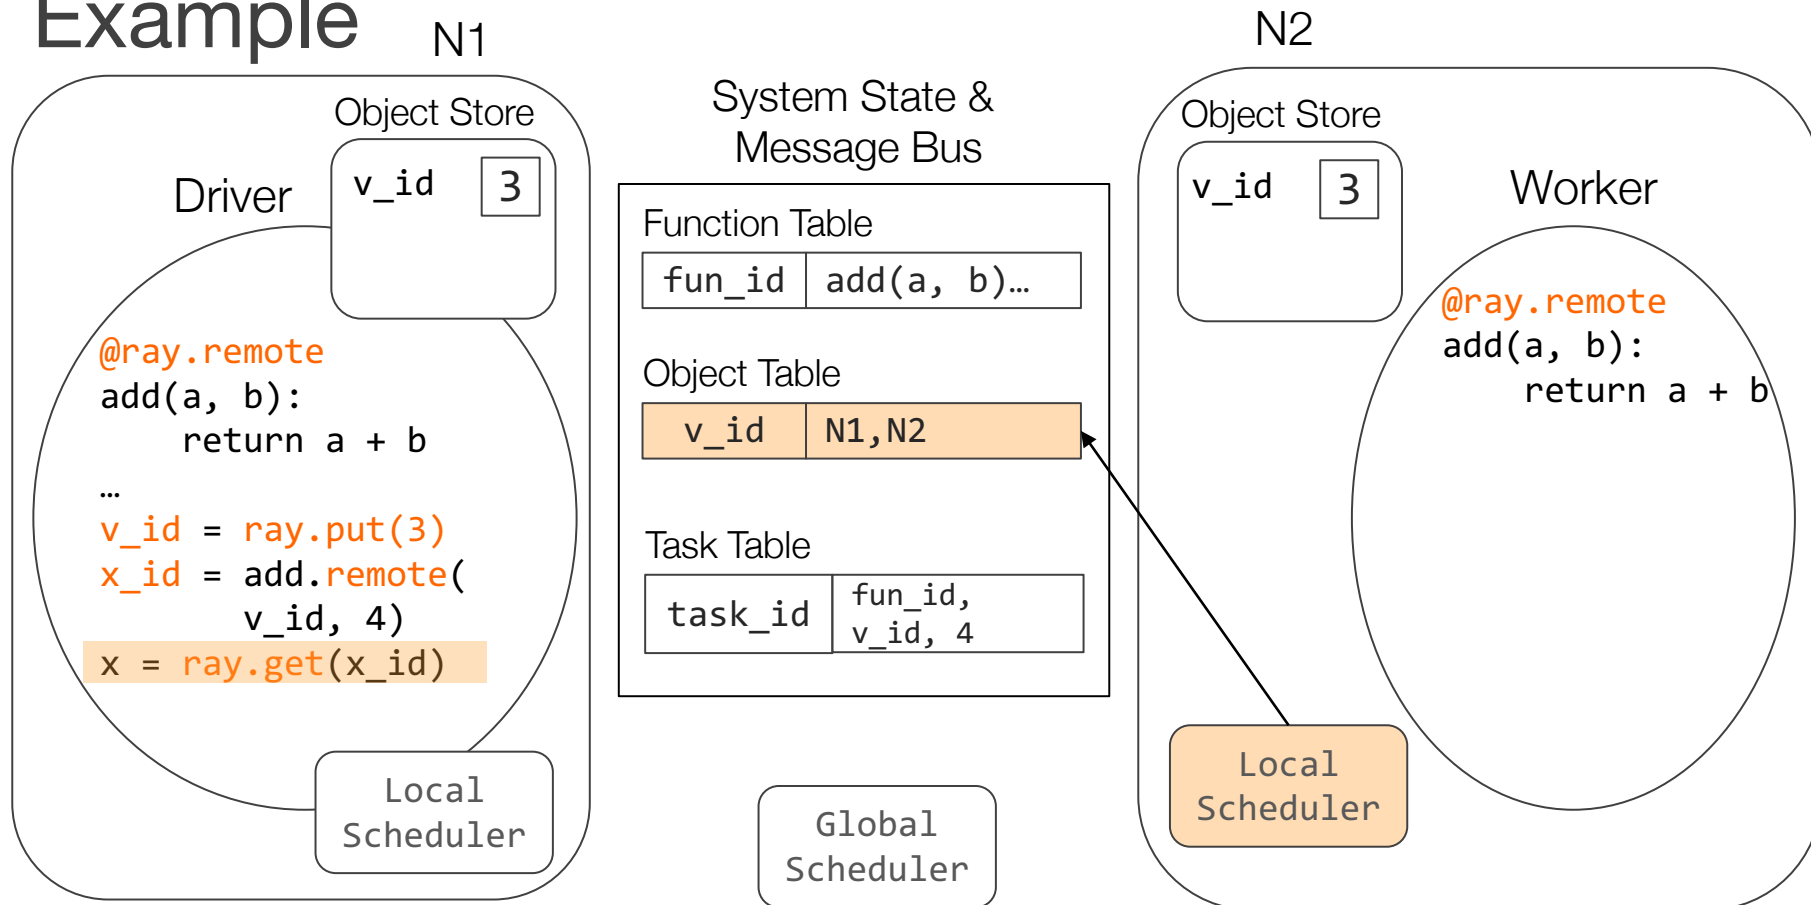 Example
N1
N2
Object Store
v_id 3
Driver
@ray.remote
add(a, b):
return a + b
…
v_id = ray.put(3)
x_id = add.remote(
v_id, 4)
x = ray.get(x_id)
Local
Scheduler
System State &
Message Bus
Function Table
fun_id add(a, b)…
Object Table
v_id N1,N2
Task Table
task_id fun_id,
v_id, 4
Global
Scheduler
Object Store
v_id 3
Worker
@ray.remote
add(a, b):
return a + b
Local
Scheduler